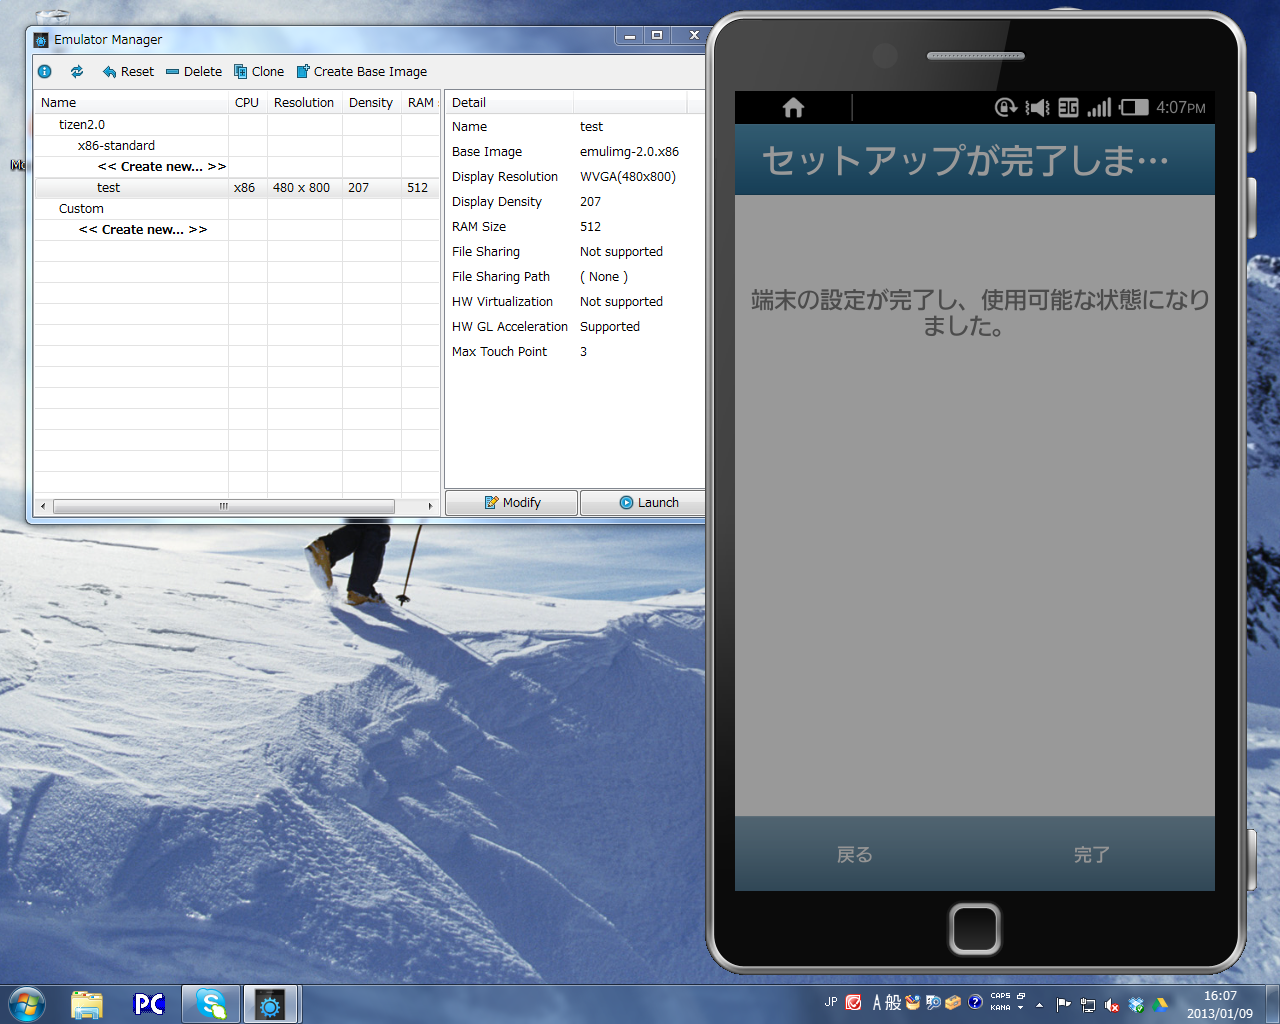 Emulator Manager
Reset Delete Clone Create Base Image
Name CPU Resolution Density RAM
tizen2.0
x86-standard
<< Create new... >>
test x86 480 x 800 207 512
Custom
<< Create new... >>
Detail
Name test
Base Image emulimg-2.0.x86
Display Resolution WVGA(480x800)
Display Density 207
RAM Size 512
File Sharing Not supported
File Sharing Path ( None )
HW Virtualization Not supported
HW GL Acceleration Supported
Max Touch Point 3
Modify Launch
3G 4:07PM
セットアップが完了しま…
端末の設定が完了し、使用可能な状態になり
ました。
戻る 完了
PC
JP A 般 CAPS
KANA
16:07
2013/01/09